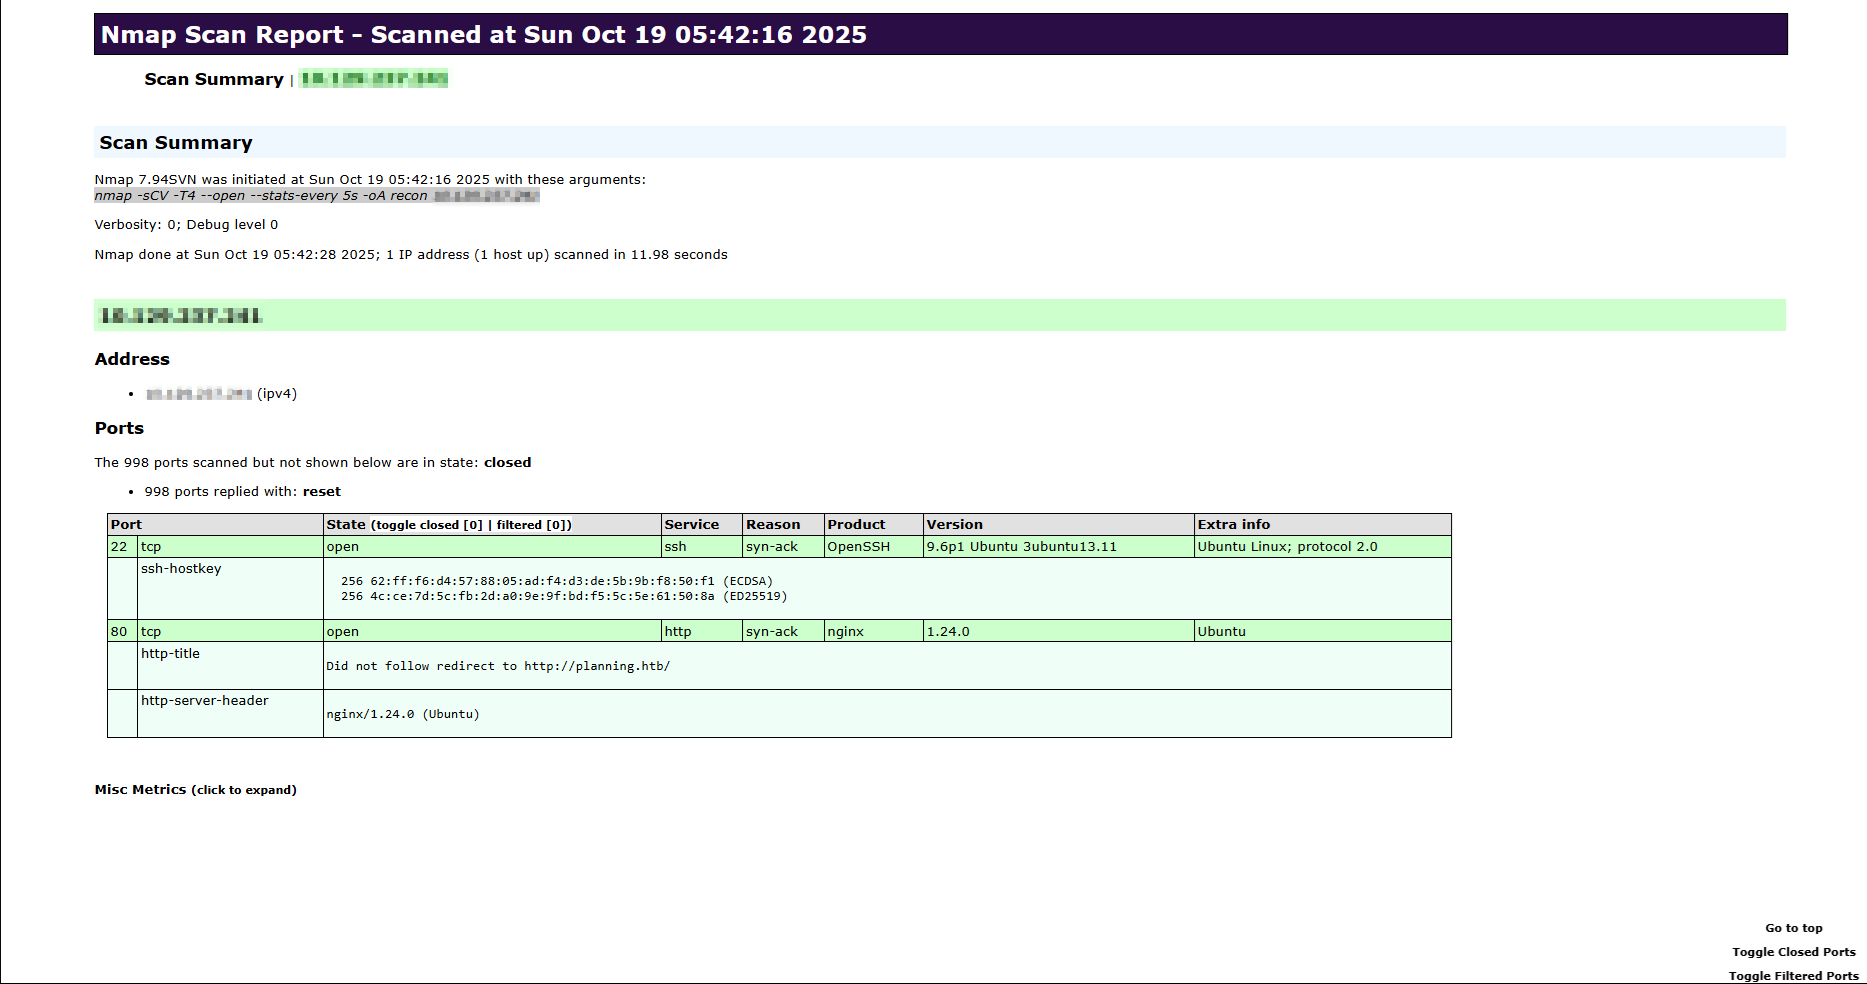 Nmap Scan Report - Scanned at Sun Oct 19 05:42:16 2025
Scan Summary |
Scan Summary
Nmap 7.94SVN was initiated at Sun Oct 19 05:42:16 2025 with these arguments:
nmap -sCV -T4 --open --stats-every 5s -oA recon
Verbosity: 0; Debug level 0
Nmap done at Sun Oct 19 05:42:28 2025; 1 IP address (1 host up) scanned in 11.98 seconds
Address
• (ipv4)
Ports
The 998 ports scanned but not shown below are in state: closed
• 998 ports replied with: reset
Port State (toggle closed [0] | filtered [0]) Service Reason Product Version Extra info
22 tcp open ssh syn-ack OpenSSH 9.6p1 Ubuntu 3ubuntu13.11 Ubuntu Linux; protocol 2.0
ssh-hostkey
256 62:ff:f6:d4:57:88:05:ad:f4:d3:de:5b:9b:f8:50:f1 (ECDSA)
256 4c:ce:7d:5c:fb:2d:a0:9e:9f:bd:f5:5c:5e:61:50:8a (ED25519)
80 tcp open http syn-ack nginx 1.24.0 Ubuntu
http-title
Did not follow redirect to http://planning.htb/
http-server-header
nginx/1.24.0 (Ubuntu)
Misc Metrics (click to expand)
Go to top
Toggle Closed Ports
Toggle Filtered Ports